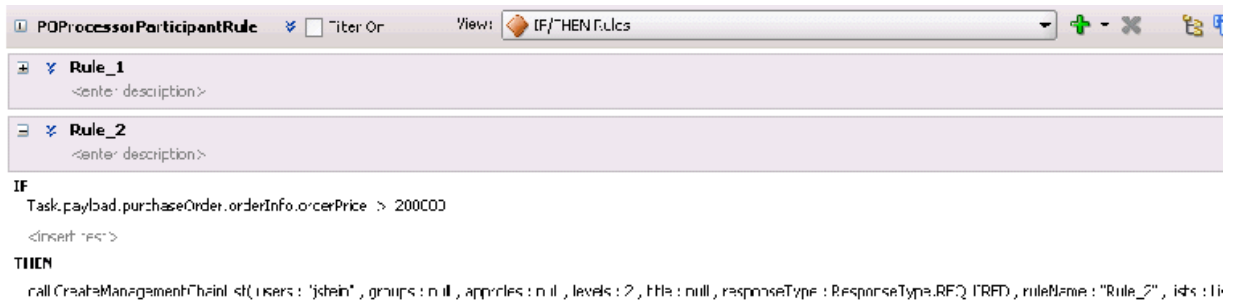 POProcessorParticipantRule Filter On View: IF/THEN Rules
Rule_1
<enter description>
Rule_2
<enter description>
IF
Task.payload.purchaseOrder.orderInfo.orderPrice > 200000
<insert test>
THEN
call CreateManagementChainList( users : "jstein" , groups : null , approles : null , levels : 2 , title : null , responseType : ResponseType.REQUIRED , ruleName : "Rule_2" , lists : Lis